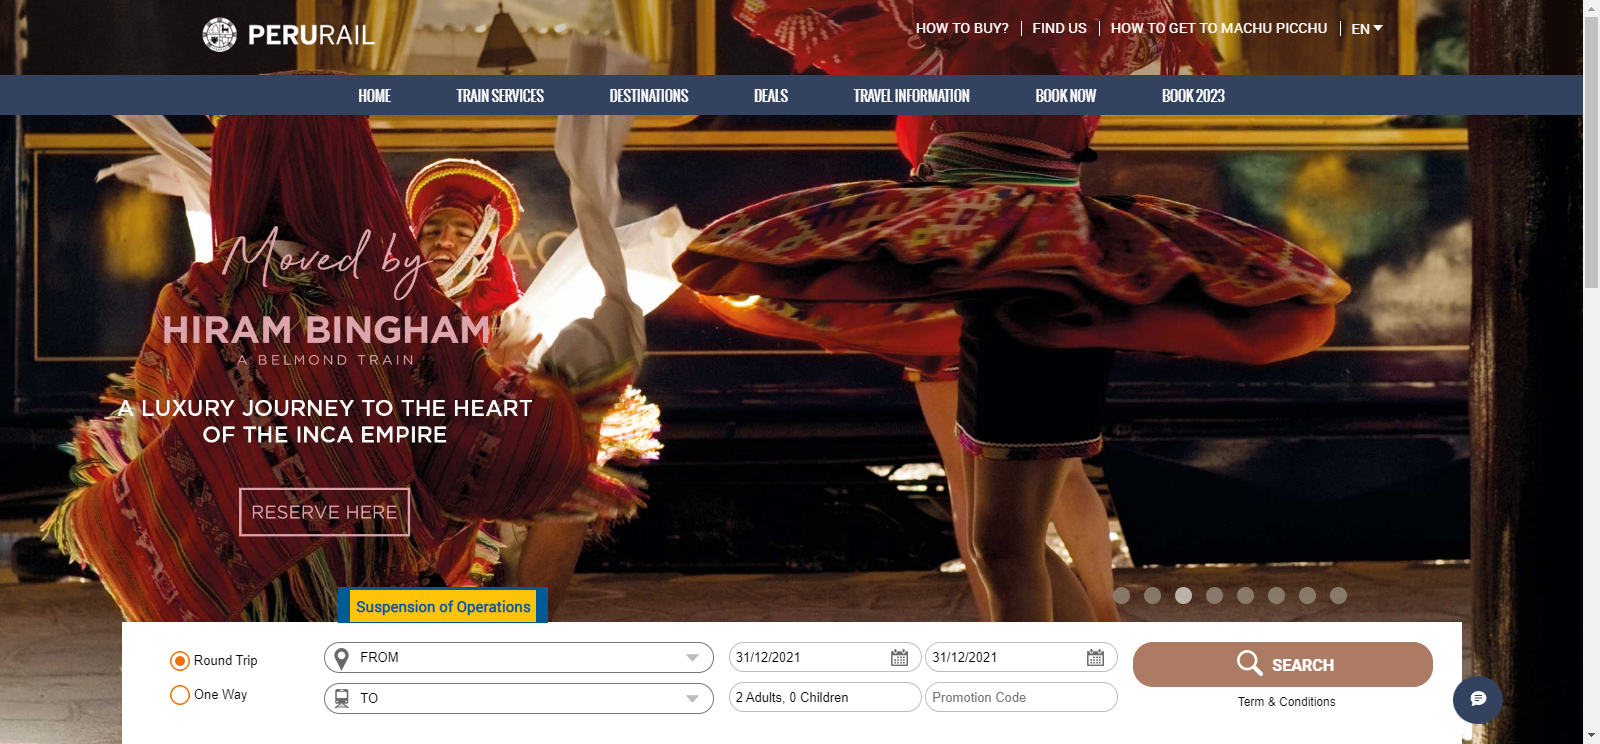 PERURAIL
HOW TO BUY?
FIND US
HOW TO GET TO MACHU PICCHU
EN
HOME
TRAIN SERVICES
DESTINATIONS
DEALS
TRAVEL INFORMATION
BOOK NOW
BOOK 2023
Moved by
HIRAM BINGHAM
A BELMOND TRAIN
A LUXURY JOURNEY TO THE HEART
OF THE INCA EMPIRE
RESERVE HERE
Suspension of Operations
Round Trip
One Way
FROM
TO
31/12/2021
31/12/2021
2 Adults, 0 Children
Promotion Code
SEARCH
Term & Conditions